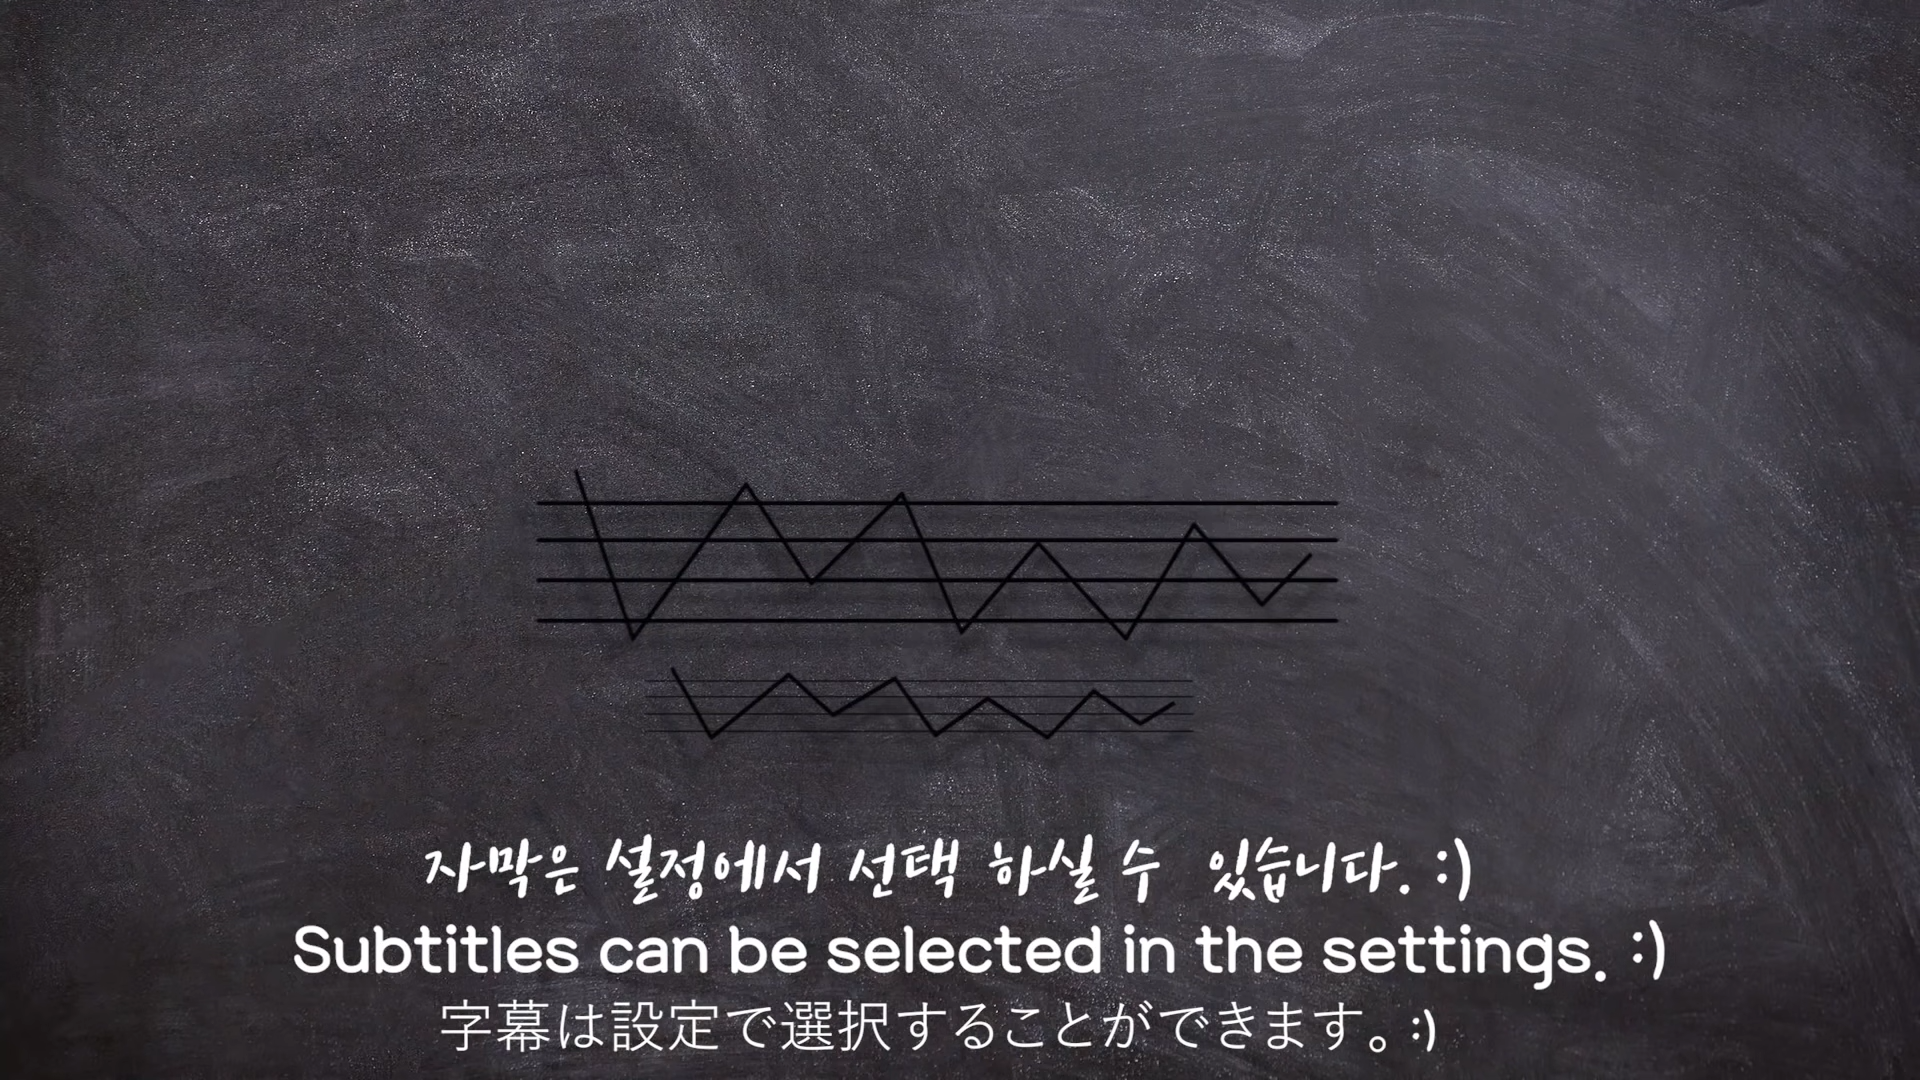 자막은 설정에서 선택 하실 수 있습니다. :)
Subtitles can be selected in the settings. :)
字幕は設定で選択することができます。:)